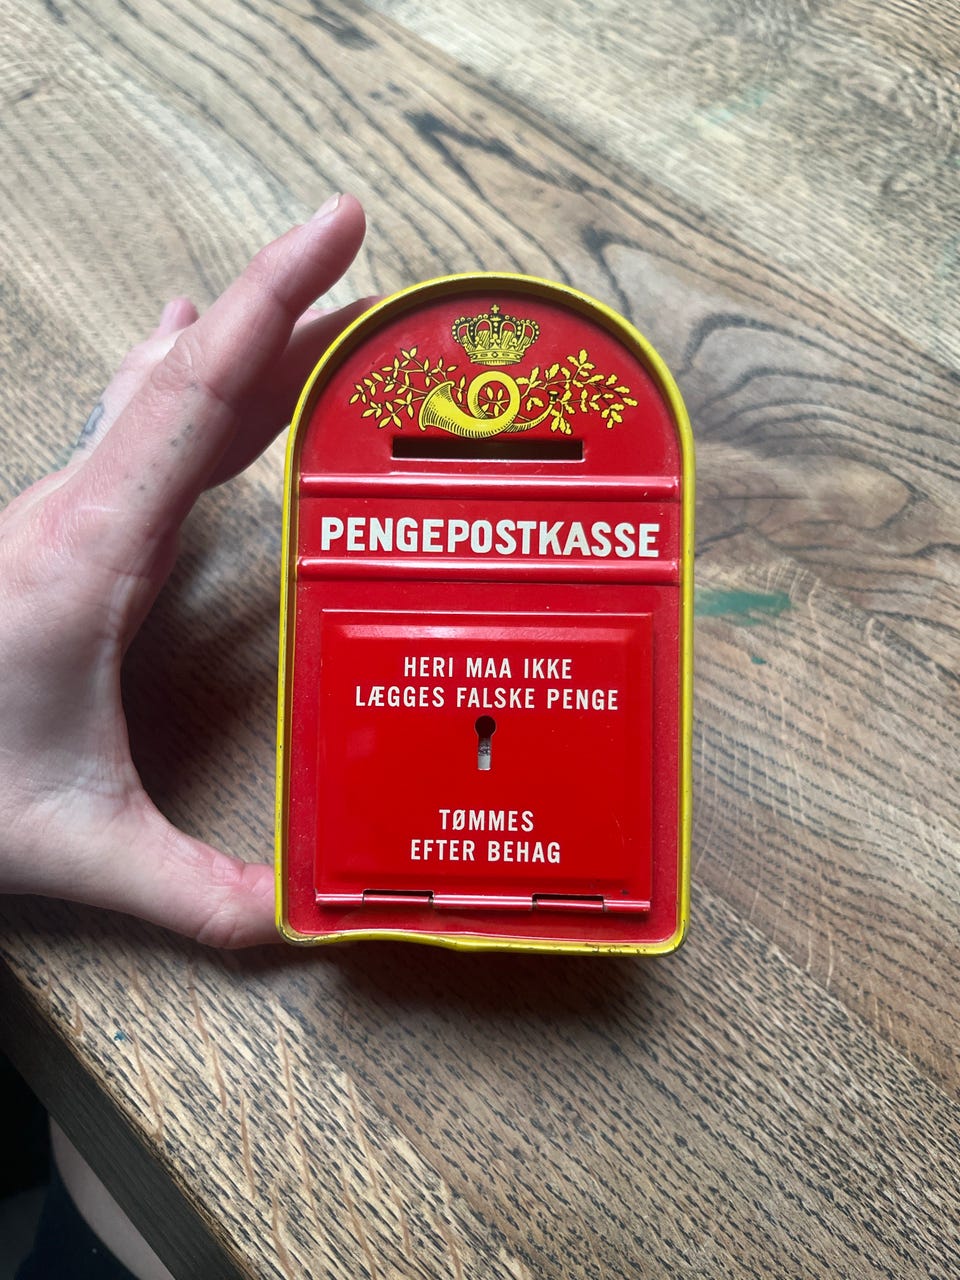 PENGEPOSTKASSE
HERI MAA IKKE
LÆGGES FALSKE PENGE
TØMMES
EFTER BEHAG